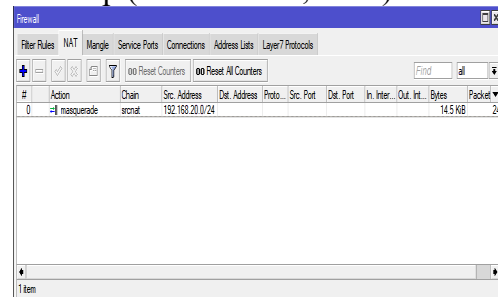 Firewall
Filter Rules NAT Mangle Service Ports Connections Address Lists Layer7 Protocols
00 Reset Counters 00 Reset All Counters Find all
# Action Chain Src. Address Dst. Address Proto... Src. Port Dst. Port In. Inter... Out. Int... Bytes Packet
0 masquerade srcnat 192.168.20.0/24 14.5 KiB 24
1 item